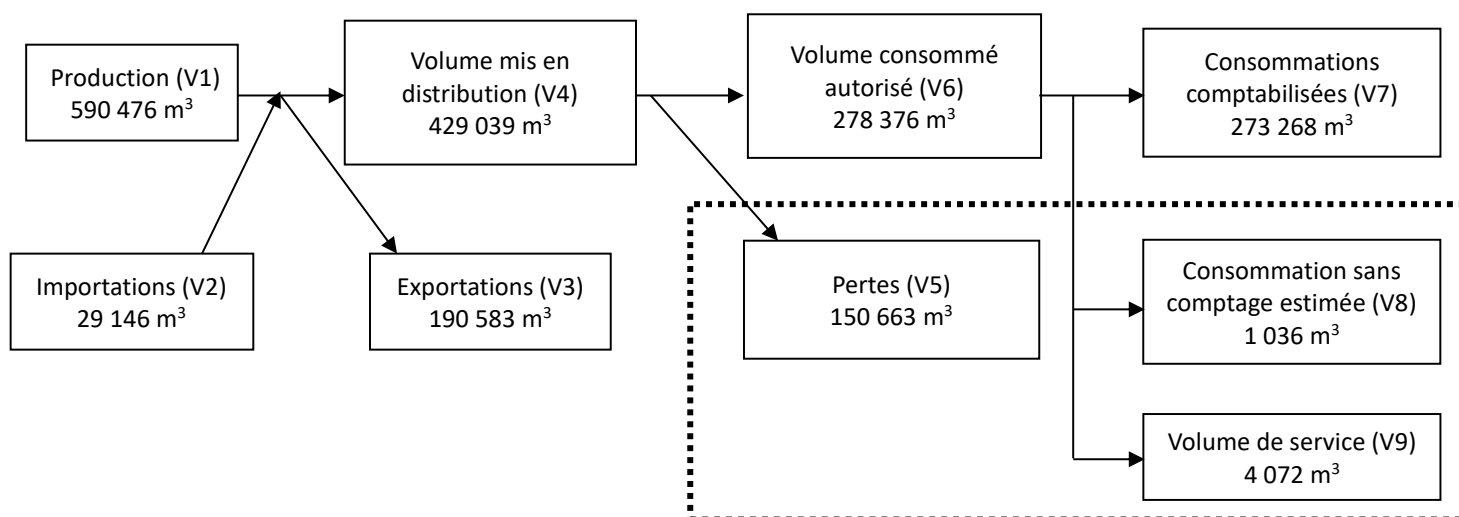 Production (V1)
590 476 m³
Volume mis en
distribution (V4)
429 039 m³
Volume consommé
autorisé (V6)
278 376 m³
Consommations
comptabilisées (V7)
273 268 m³
Importations (V2)
29 146 m³
Exportations (V3)
190 583 m³
Pertes (V5)
150 663 m³
Consommation sans
comptage estimée (V8)
1 036 m³
Volume de service (V9)
4 072 m³